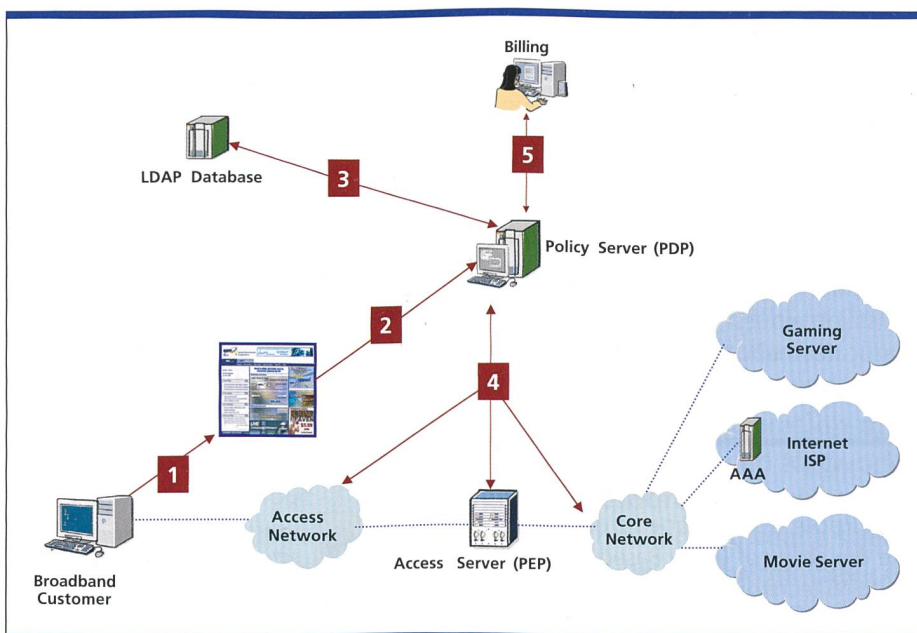 Billing
5
LDAP Database
3
Policy Server (PDP)
2
Gaming
Server
4
1
Internet
ISP
AAA
Access
Network
Core
Network
Access Server (PEP)
Movie Server
Broadband
Customer